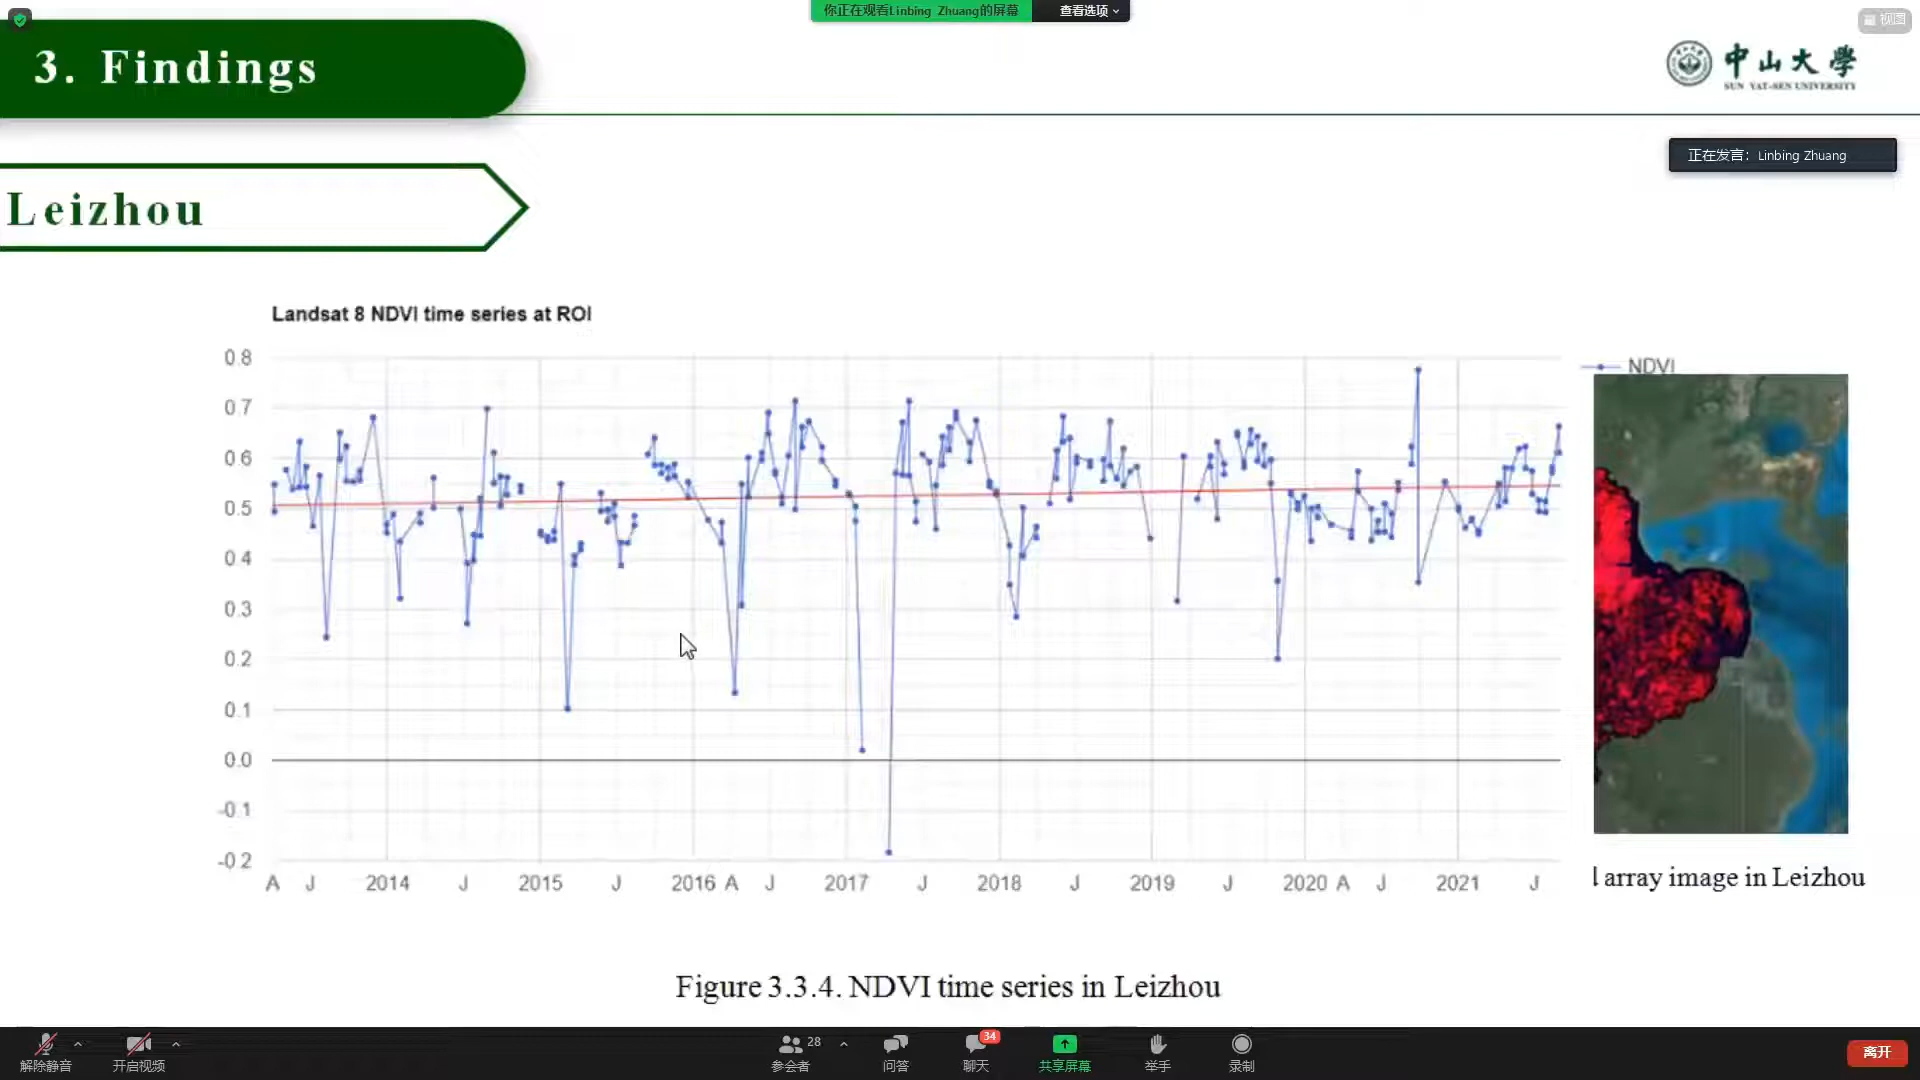 你正在观看Linbing Zhuang的屏幕
查看选项
视图
3. Findings
中山大學
SUN YAT-SEN UNIVERSITY
正在发言: Linbing Zhuang
Leizhou
Landsat 8 NDVI time series at ROI
NDVI
0.8
0.7
0.6
0.5
0.4
0.3
0.2
0.1
0.0
-0.1
-0.2
A J 2014 J 2015 J 2016 A J 2017 J 2018 J 2019 J 2020 A J 2021 J
array image in Leizhou
Figure 3.3.4. NDVI time series in Leizhou
解除静音
开启视频
28
参会者
问答
34
聊天
共享屏幕
举手
录制
离开